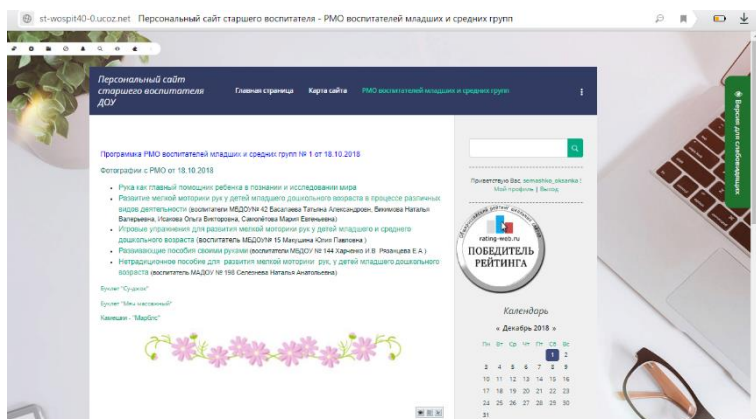 st-wospit40-0.ucoz.net Персональный сайт старшего воспитателя - РМО воспитателей младших и средних групп
Персональный сайт
старшего воспитателя
ДОУ
Главная страница Карта сайта РМО воспитателей младших и средних групп
Версия для слабовидящих
Программка РМО воспитателей младших и средних групп № 1 от 18.10.2018
Фотографии с РМО от 18.10.2018
Рука как главный помощник ребенка в познании и исследовании мира
Развитие мелкой моторики рук у детей младшего дошкольного возраста в процессе различных
видов деятельности (воспитатели МБДОУ№ 42 Васалаева Татьяна Александровн,
Валерьевна, Исакова Ольга Викторовна, Самойлова Мария Евгеньевна)
Игровые упражнения для развития мелкой моторики рук у детей младшего и среднего
дошкольного возраста (воспитатель МБДОУ№ 15 Макушина Юлия Павловна )
Развивающие пособия своими руками (воспитатели МБДОУ № 144 Харченко И.В. Рязанцева Е.А )
Нетрадиционное пособие для развития мелкой моторики рук, у детей младшего дошкольного
возраста (воспитатель МАДОУ № 198 Селезнева Наталья Анатольевна)
Буклет "Су-джок"
Буклет "Мяч массажный"
Камешки - "Марблс"
Приветствую Вас, semashka_oksanka !
Мой профиль | Выход
rating-web.ru
ПОБЕДИТЕЛЬ
РЕЙТИНГА
Календарь
« Декабрь 2018 »
Пн Вт Ср Чт Пт Сб Вс
1 2
3 4 5 6 7 8 9
10 11 12 13 14 15 16
17 18 19 20 21 22 23
24 25 26 27 28 29 30
31